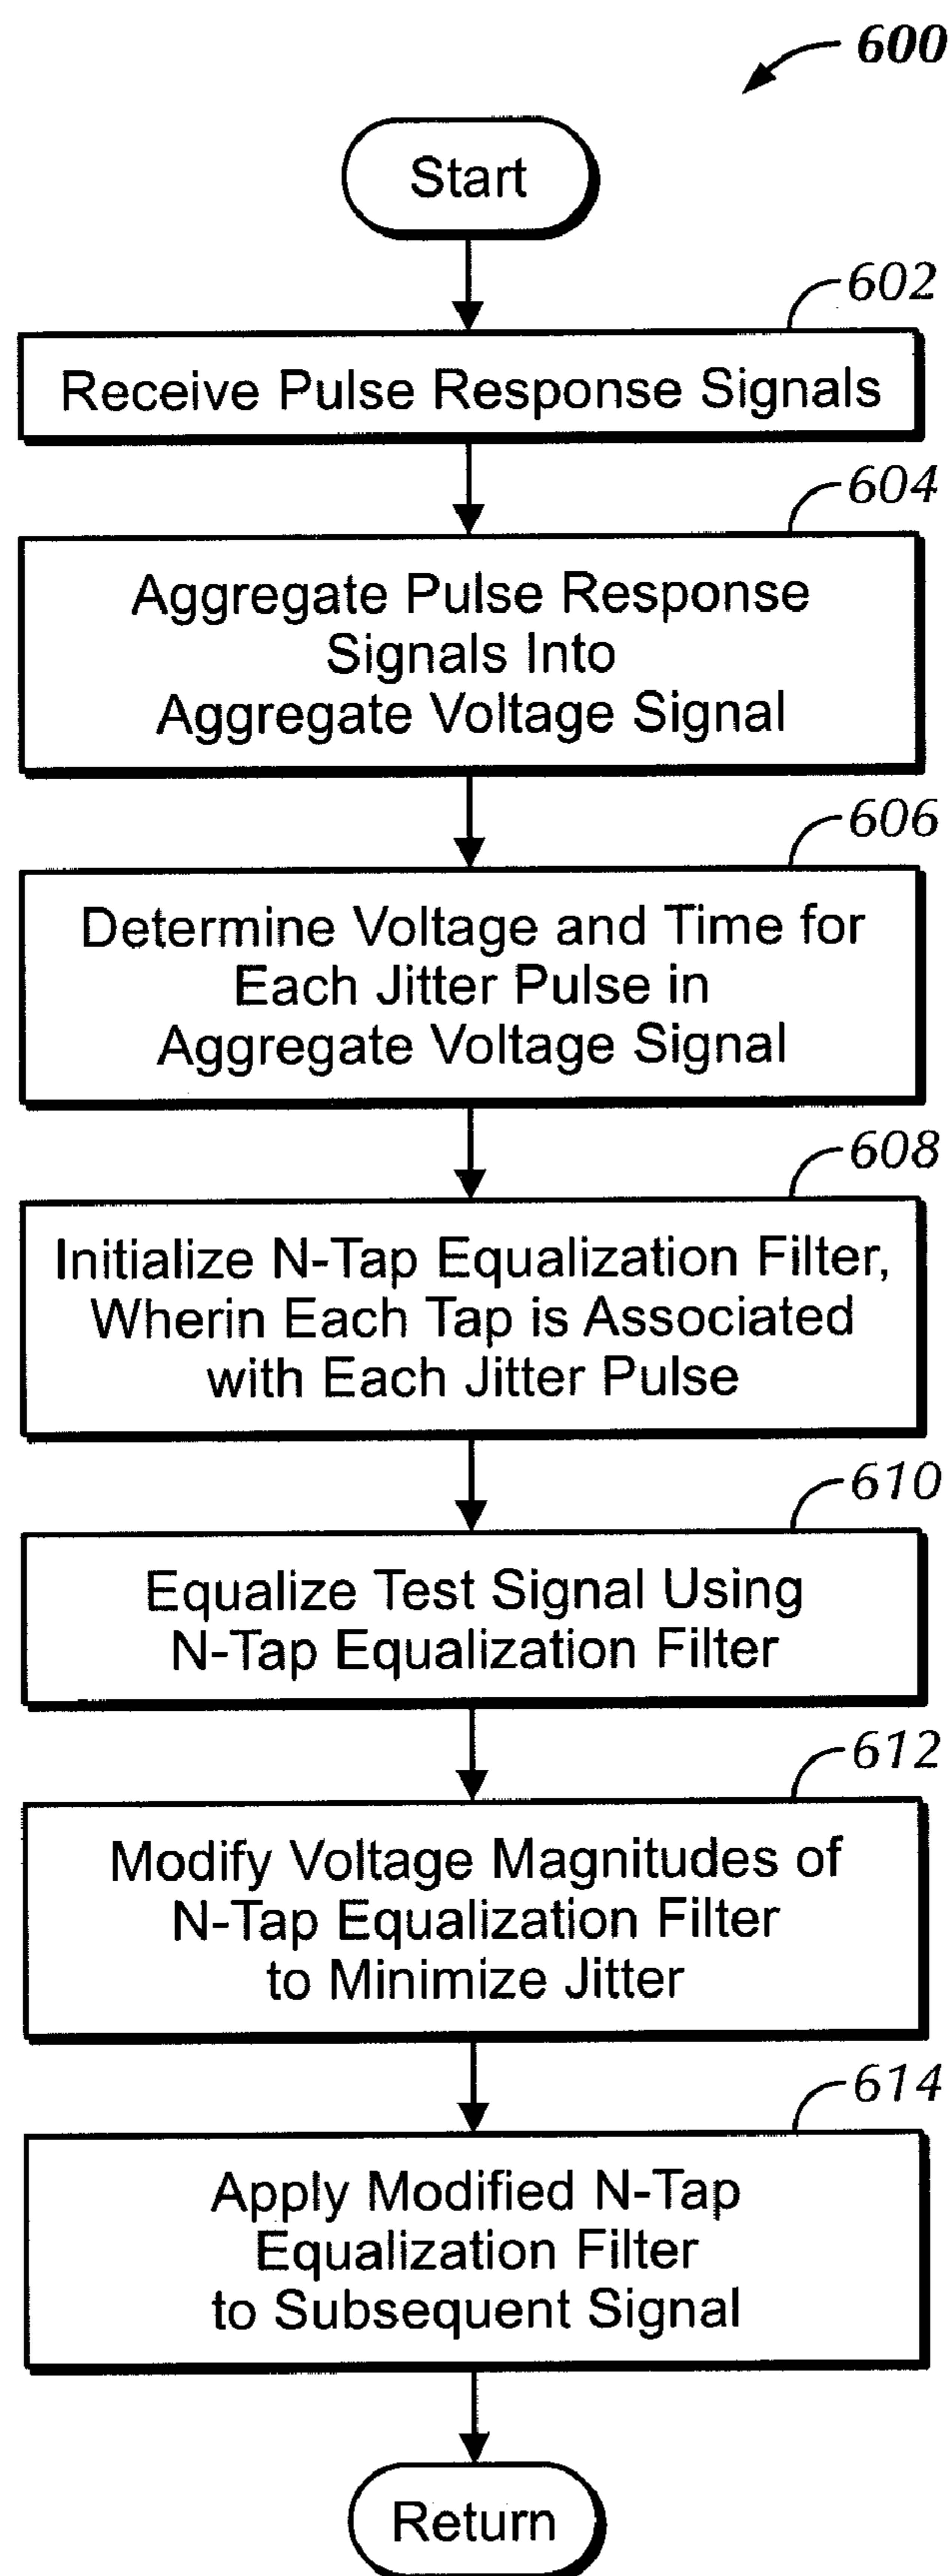 600
Start
602
Receive Pulse Response Signals
604
Aggregate Pulse Response
Signals Into
Aggregate Voltage Signal
606
Determine Voltage and Time for
Each Jitter Pulse in
Aggregate Voltage Signal
608
Initialize N-Tap Equalization Filter,
Wherin Each Tap is Associated
with Each Jitter Pulse
610
Equalize Test Signal Using
N-Tap Equalization Filter
612
Modify Voltage Magnitudes of
N-Tap Equalization Filter
to Minimize Jitter
614
Apply Modified N-Tap
Equalization Filter
to Subsequent Signal
Return